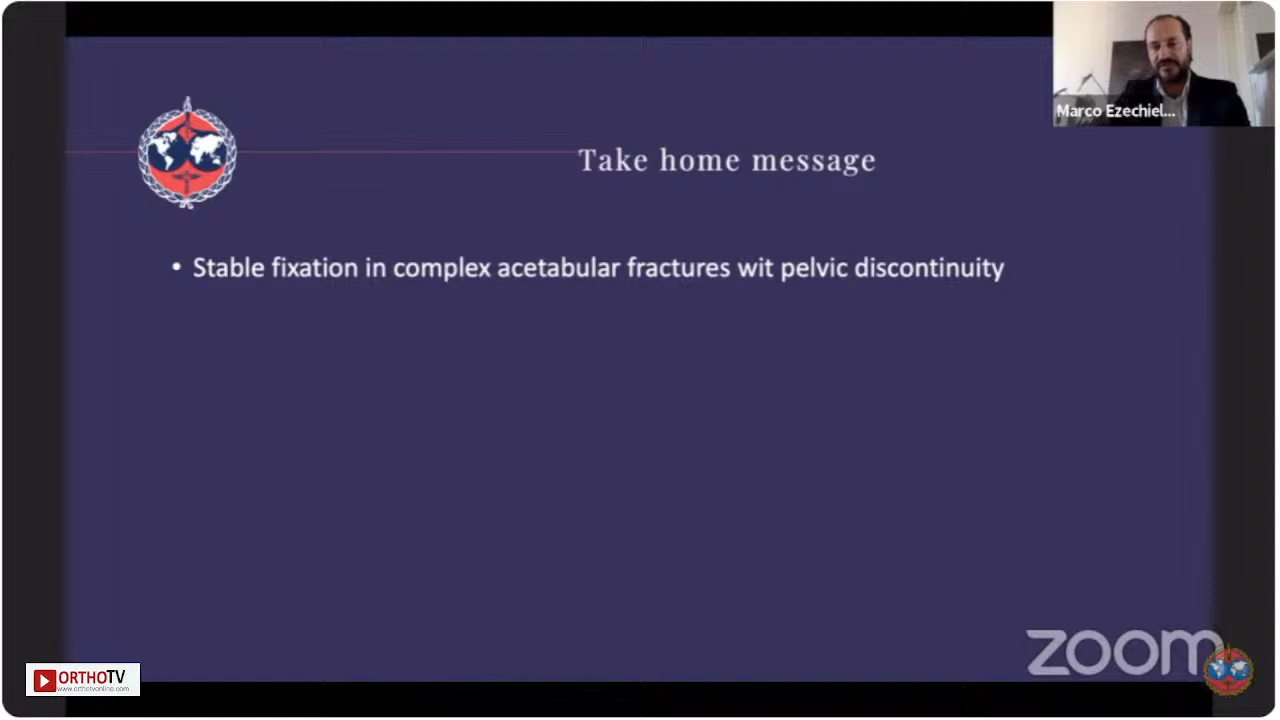 Marco Ezechiel...
Take home message
• Stable fixation in complex acetabular fractures wit pelvic discontinuity
zoom
ORTHOTV
www.orthotvonline.com